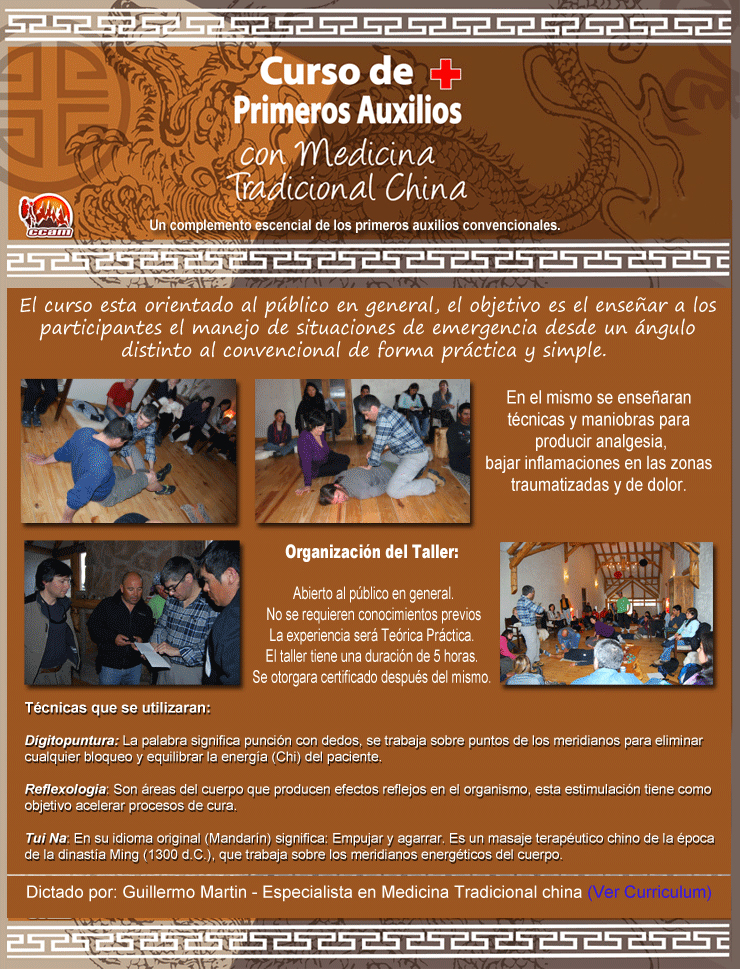 Curso de
Primeros Auxilios
con Medicina
Tradicional China
ccam
Un complemento escencial de los primeros auxilios convencionales.
El curso esta orientado al público en general, el objetivo es el enseñar a los
participantes el manejo de situaciones de emergencia desde un ángulo
distinto al convencional de forma práctica y simple.
En el mismo se enseñaran
técnicas y maniobras para
producir analgesia,
bajar inflamaciones en las zonas
traumatizadas y de dolor.
Organización del Taller:
Abierto al público en general.
No se requieren conocimientos previos
La experiencia será Teórica Práctica.
El taller tiene una duración de 5 horas.
Se otorgara certificado después del mismo.
Técnicas que se utilizaran:
Dígitopuntura: La palabra significa punción con dedos, se trabaja sobre puntos de los meridianos para eliminar
cualquier bloqueo y equilibrar la energía (Chi) del paciente.
Reflexología: Son áreas del cuerpo que producen efectos reflejos en el organismo, esta estimulación tiene como
objetivo acelerar procesos de cura.
Tui Na: En su idioma original (Mandarín) significa: Empujar y agarrar. Es un masaje terapéutico chino de la época
de la dinastía Ming (1300 d.C.), que trabaja sobre los meridianos energéticos del cuerpo.
Dictado por: Guillermo Martin - Especialista en Medicina Tradicional china (Ver Curriculum)